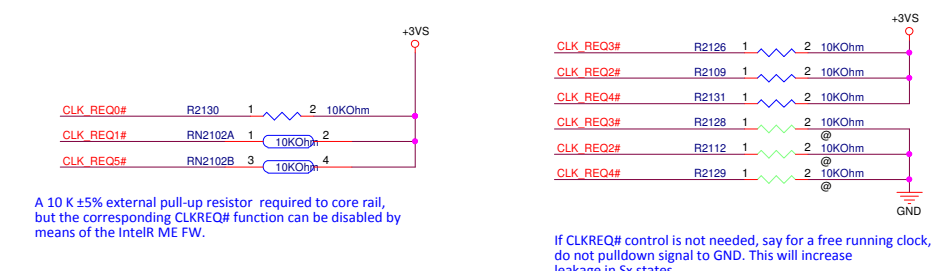 +3VS
CLK_REQ0# R2130 1 2 10KOhm
CLK_REQ1# RN2102A 1 10KOhm 2
CLK_REQ5# RN2102B 3 10KOhm 4
A 10 K ±5% external pull-up resistor required to core rail,
but the corresponding CLKREQ# function can be disabled by
means of the IntelR ME FW.
+3VS
CLK_REQ3# R2126 1 2 10KOhm
CLK_REQ2# R2109 1 2 10KOhm
CLK_REQ4# R2131 1 2 10KOhm
CLK_REQ3# R2128 1 2 10KOhm
@
CLK_REQ2# R2112 1 2 10KOhm
@
CLK_REQ4# R2129 1 2 10KOhm
@
GND
If CLKREQ# control is not needed, say for a free running clock,
do not pulldown signal to GND. This will increase
leakage in Sx states